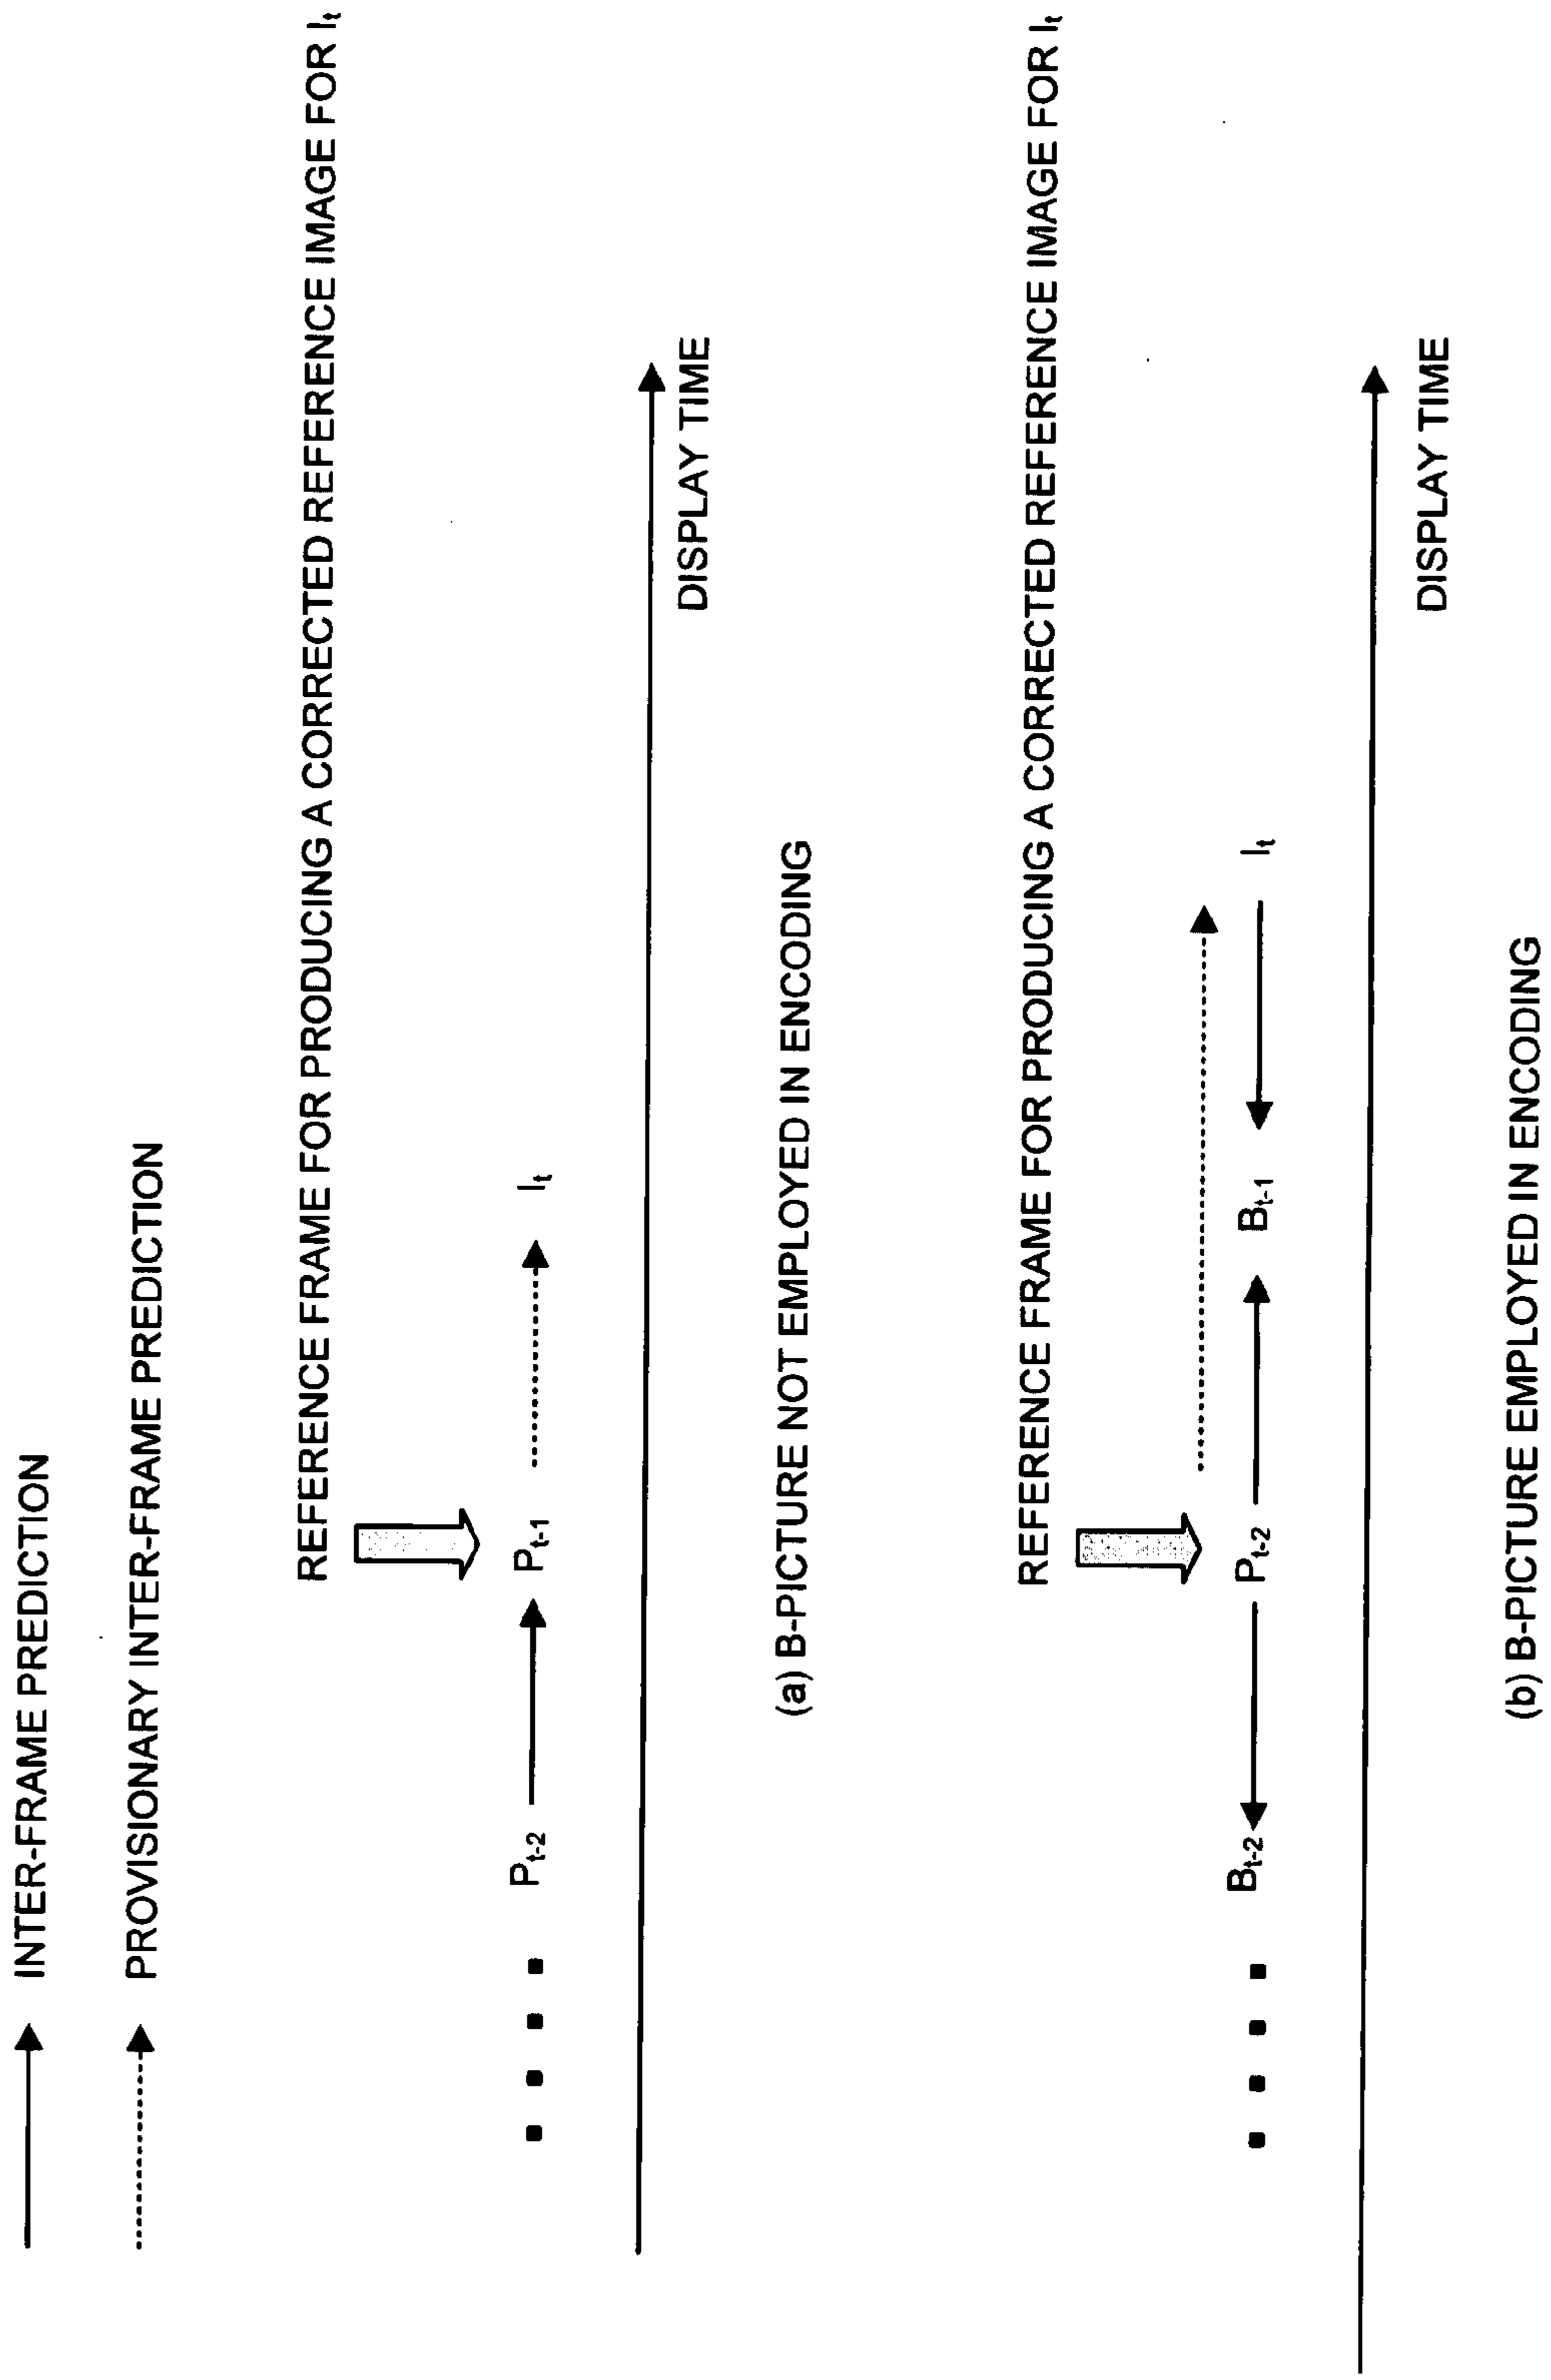 INTER-FRAME PREDICTION
PROVISIONARY INTER-FRAME PREDICTION
REFERENCE FRAME FOR PRODUCING A CORRECTED REFERENCE IMAGE FOR It
Pt-2 Pt-1 It
DISPLAY TIME
(a) B-PICTURE NOT EMPLOYED IN ENCODING
REFERENCE FRAME FOR PRODUCING A CORRECTED REFERENCE IMAGE FOR It
Bt-2 Pt-2 Bt-1 It
DISPLAY TIME
(b) B-PICTURE EMPLOYED IN ENCODING